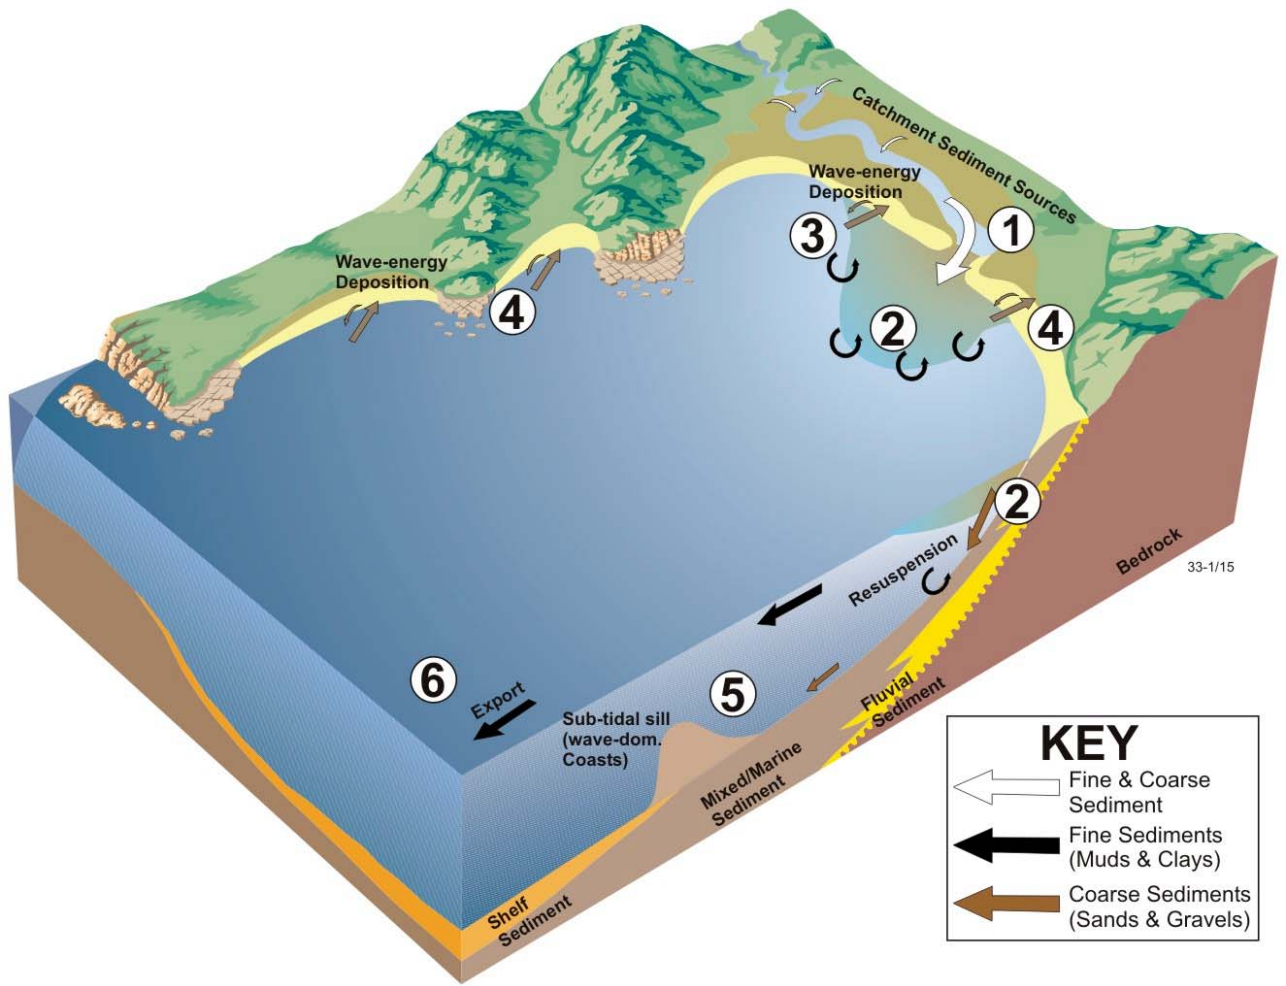 Catchment Sediment Sources
Wave-energy
Deposition
1
3
Wave-energy
Deposition
4
2
4
2
Resuspension
Bedrock
33-1/15
6
Export
5
Sub-tidal sill
(wave-dom.
Coasts)
Fluvial
Sediment
Mixed/Marine
Sediment
Shelf
Sediment
KEY
Fine & Coarse
Sediment
Fine Sediments
(Muds & Clays)
Coarse Sediments
(Sands & Gravels)